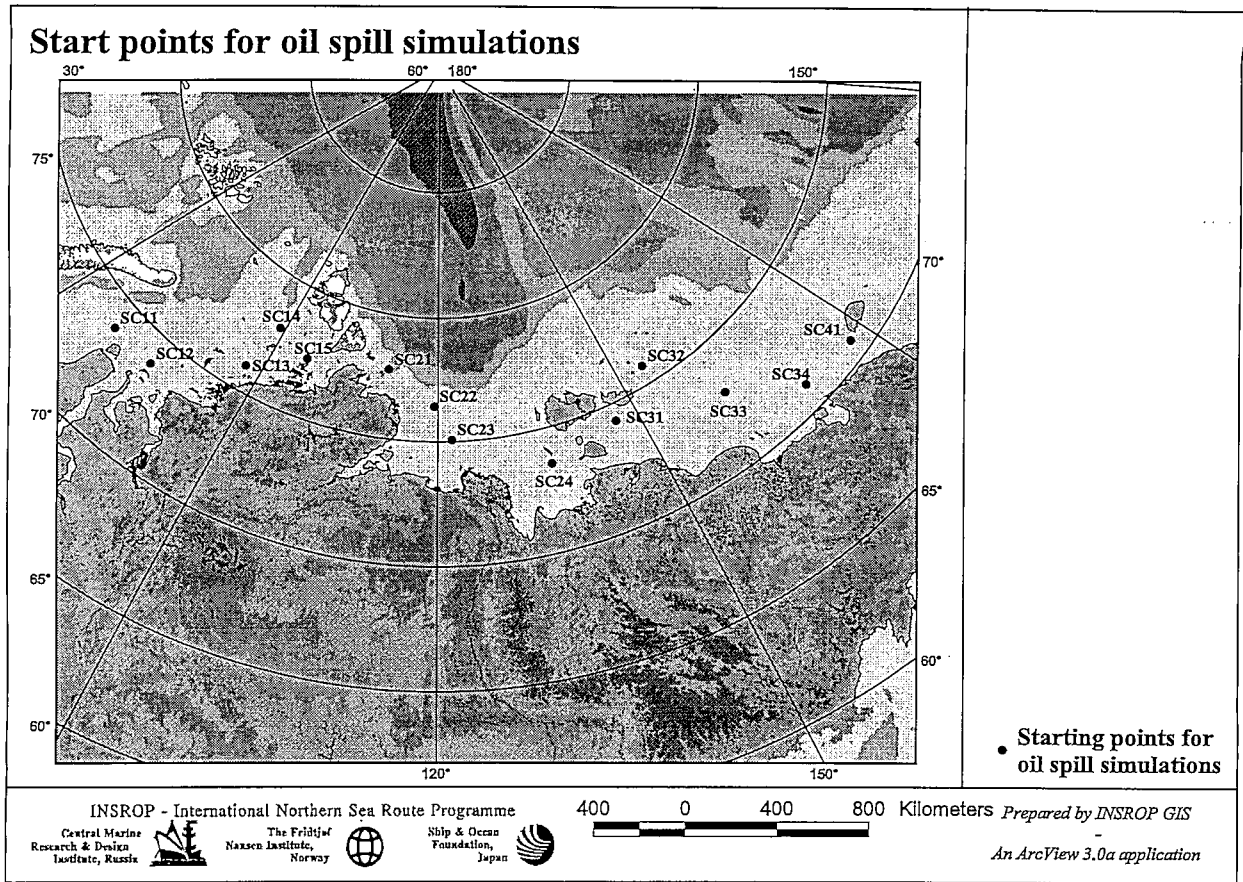 Start points for oil spill simulations
30° 60° 180° 150°
75°
70°
SC11
SC14
SC41
SC12
SC13
SC15
SC21
SC32
SC34
SC22
SC33
70°
SC23
SC31
SC24
65°
65°
60°
60°
120° 150°
Starting points for
oil spill simulations
INSROP - International Northern Sea Route Programme
Central Marine
Research & Design
Institute, Russia
The Fridtjof
Nansen Institute,
Norway
Ship & Ocean
Foundation,
Japan
400 0 400 800 Kilometers
Prepared by INSROP GIS
-
An ArcView 3.0a application